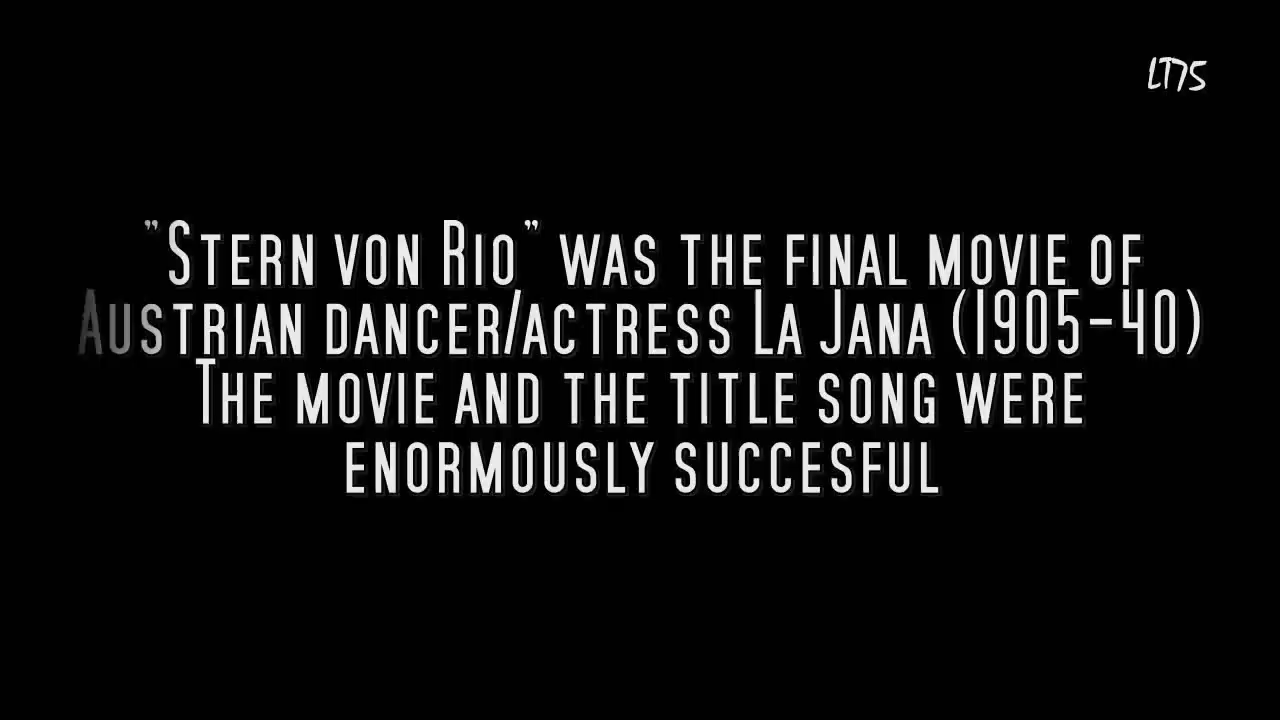 LT75
"Stern von Rio" was the final movie of
Austrian dancer/actress La Jana (1905-40)
The movie and the title song were
enormously succesful